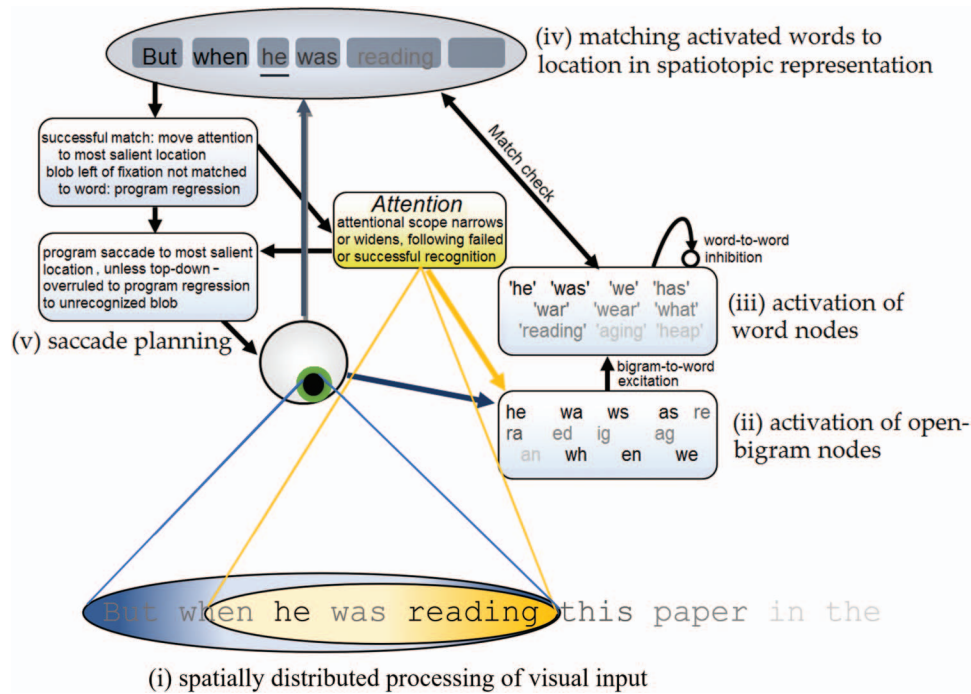 But when he was reading
(iv) matching activated words to
location in spatiotopic representation
successful match: move attention
to most salient location
blob left of fixation not matched
to word: program regression
Match check
Attention
attentional scope narrows
or widens, following failed
or successful recognition
program saccade to most salient
location, unless top-down-
overruled to program regression
to unrecognized blob
word-to-word
inhibition
(v) saccade planning
'he' 'was' 'we' 'has'
'war' 'wear' 'what'
'reading' 'aging' 'heap'
(iii) activation of
word nodes
bigram-to-word
excitation
he wa ws as re
ra ed ig ag
an wh en we
(ii) activation of open-
bigram nodes
But when he was reading this paper in the
(i) spatially distributed processing of visual input